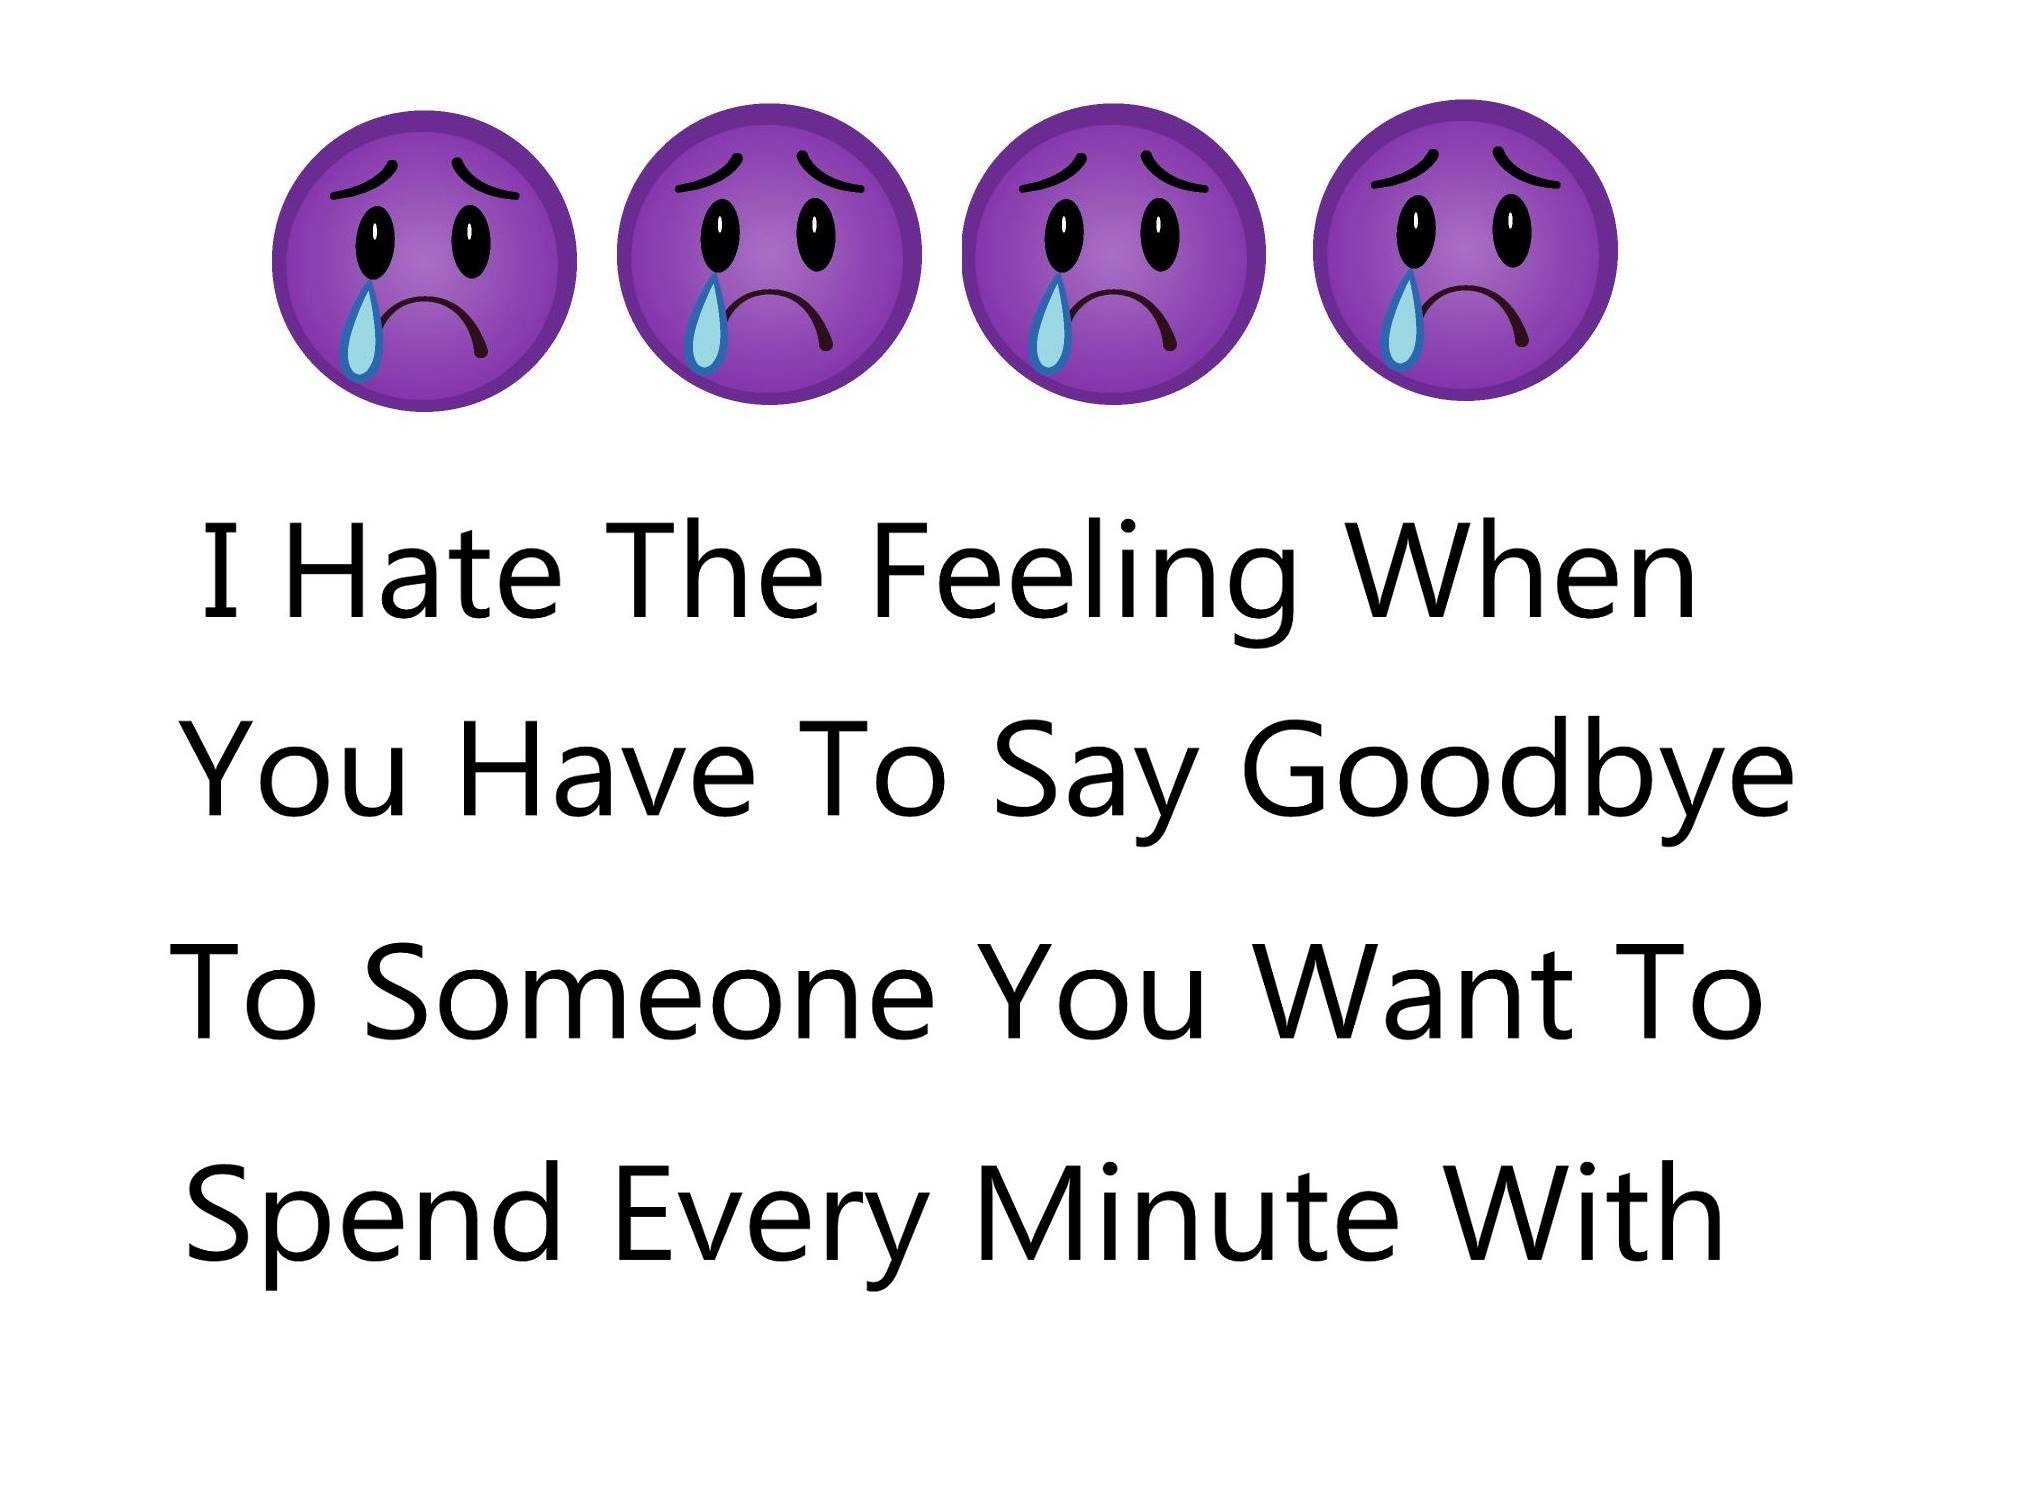 I Hate The Feeling When
You Have To Say Goodbye
To Someone You Want To
Spend Every Minute With